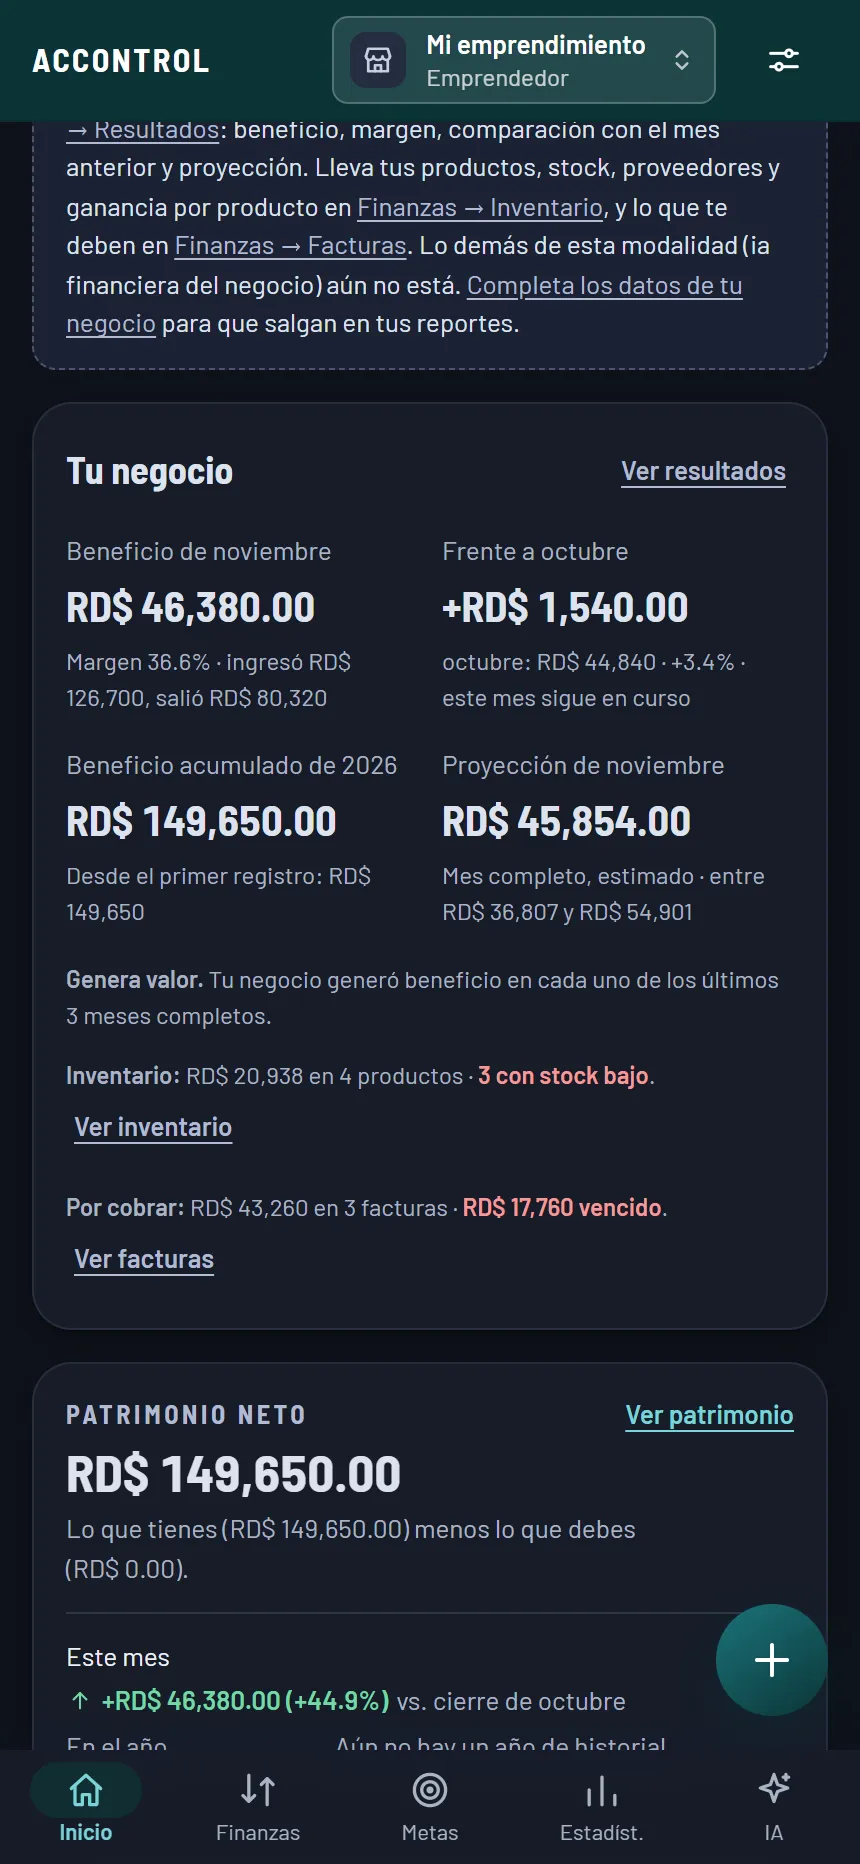 ACCONTROL
Mi emprendimiento
Emprendedor
→ Resultados: beneficio, margen, comparación con el mes
anterior y proyección. Lleva tus productos, stock, proveedores y
ganancia por producto en Finanzas → Inventario, y lo que te
deben en Finanzas → Facturas. Lo demás de esta modalidad (ia
financiera del negocio) aún no está. Completa los datos de tu
negocio para que salgan en tus reportes.
Tu negocio
Ver resultados
Beneficio de noviembre
RD$ 46,380.00
Margen 36.6% · ingresó RD$
126,700, salió RD$ 80,320
Frente a octubre
+RD$ 1,540.00
octubre: RD$ 44,840 · +3.4% ·
este mes sigue en curso
Beneficio acumulado de 2026
RD$ 149,650.00
Desde el primer registro: RD$
149,650
Proyección de noviembre
RD$ 45,854.00
Mes completo, estimado · entre
RD$ 36,807 y RD$ 54,901
Genera valor. Tu negocio generó beneficio en cada uno de los últimos
3 meses completos.
Inventario: RD$ 20,938 en 4 productos · 3 con stock bajo.
Ver inventario
Por cobrar: RD$ 43,260 en 3 facturas · RD$ 17,760 vencido.
Ver facturas
PATRIMONIO NETO
Ver patrimonio
RD$ 149,650.00
Lo que tienes (RD$ 149,650.00) menos lo que debes
(RD$ 0.00).
Este mes
↑ +RD$ 46,380.00 (+44.9%) vs. cierre de octubre
En el año
Aún no hay un año de historial
Inicio
Finanzas
Metas
Estadíst.
IA